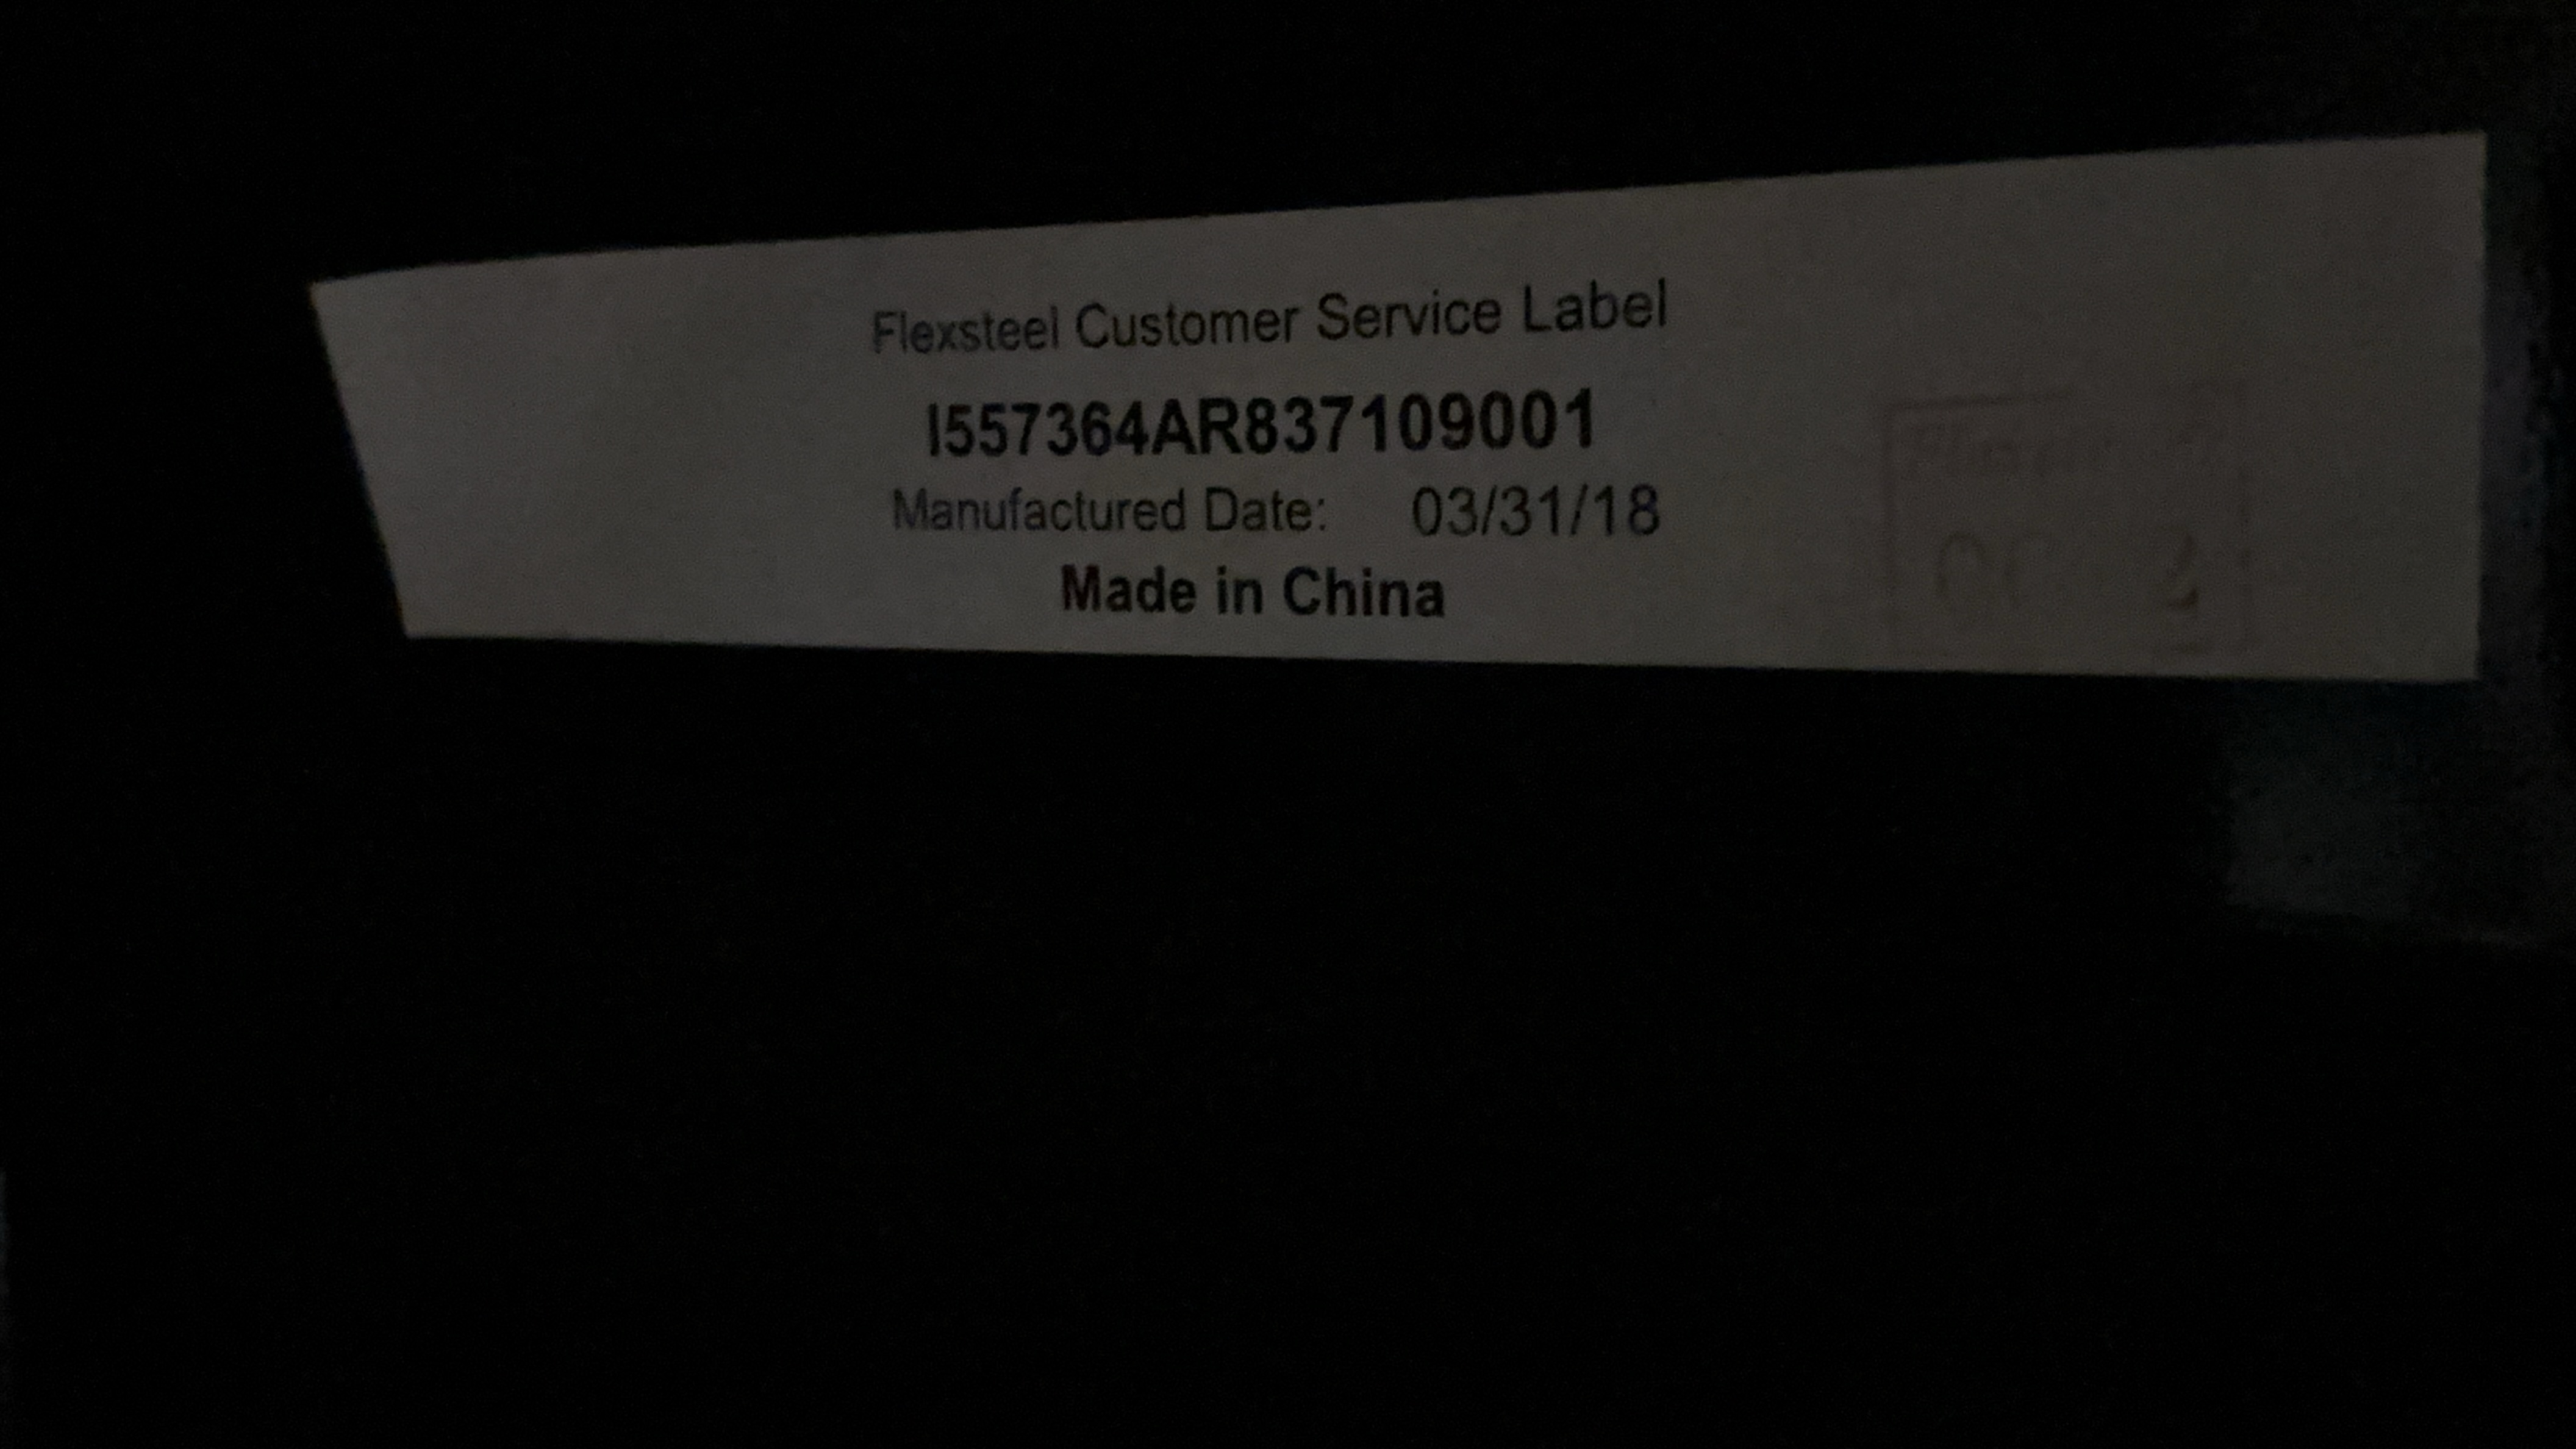 Flexsteel Customer Service Label
I557364AR837109001
Manufactured Date: 03/31/18
Made in China